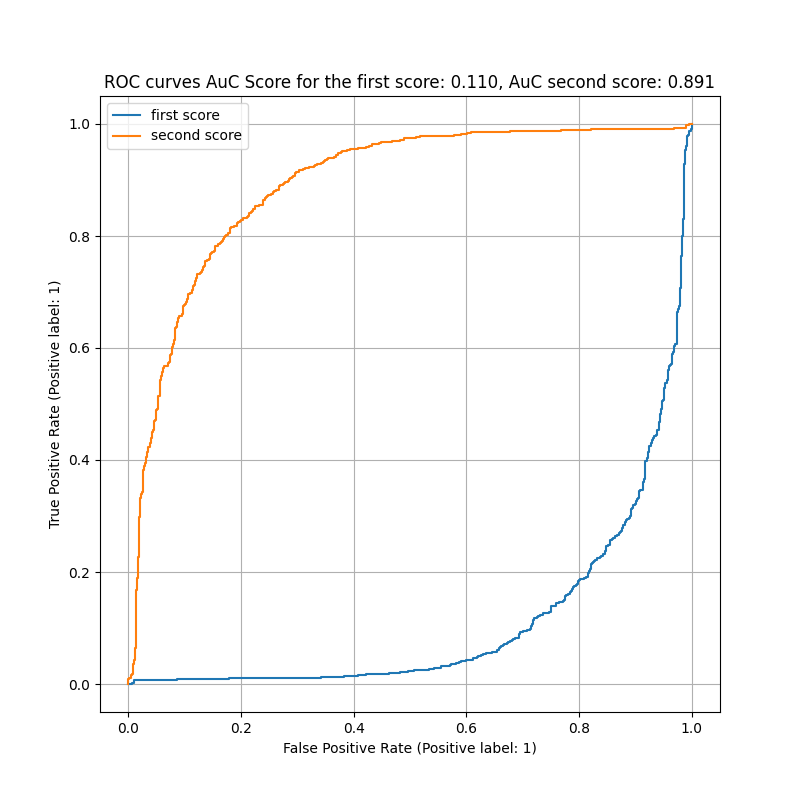 ROC curves AuC Score for the first score: 0.110, AuC second score: 0.891
first score
second score
1.0
0.8
0.6
0.4
0.2
0.0
True Positive Rate (Positive label: 1)
0.0 0.2 0.4 0.6 0.8 1.0
False Positive Rate (Positive label: 1)